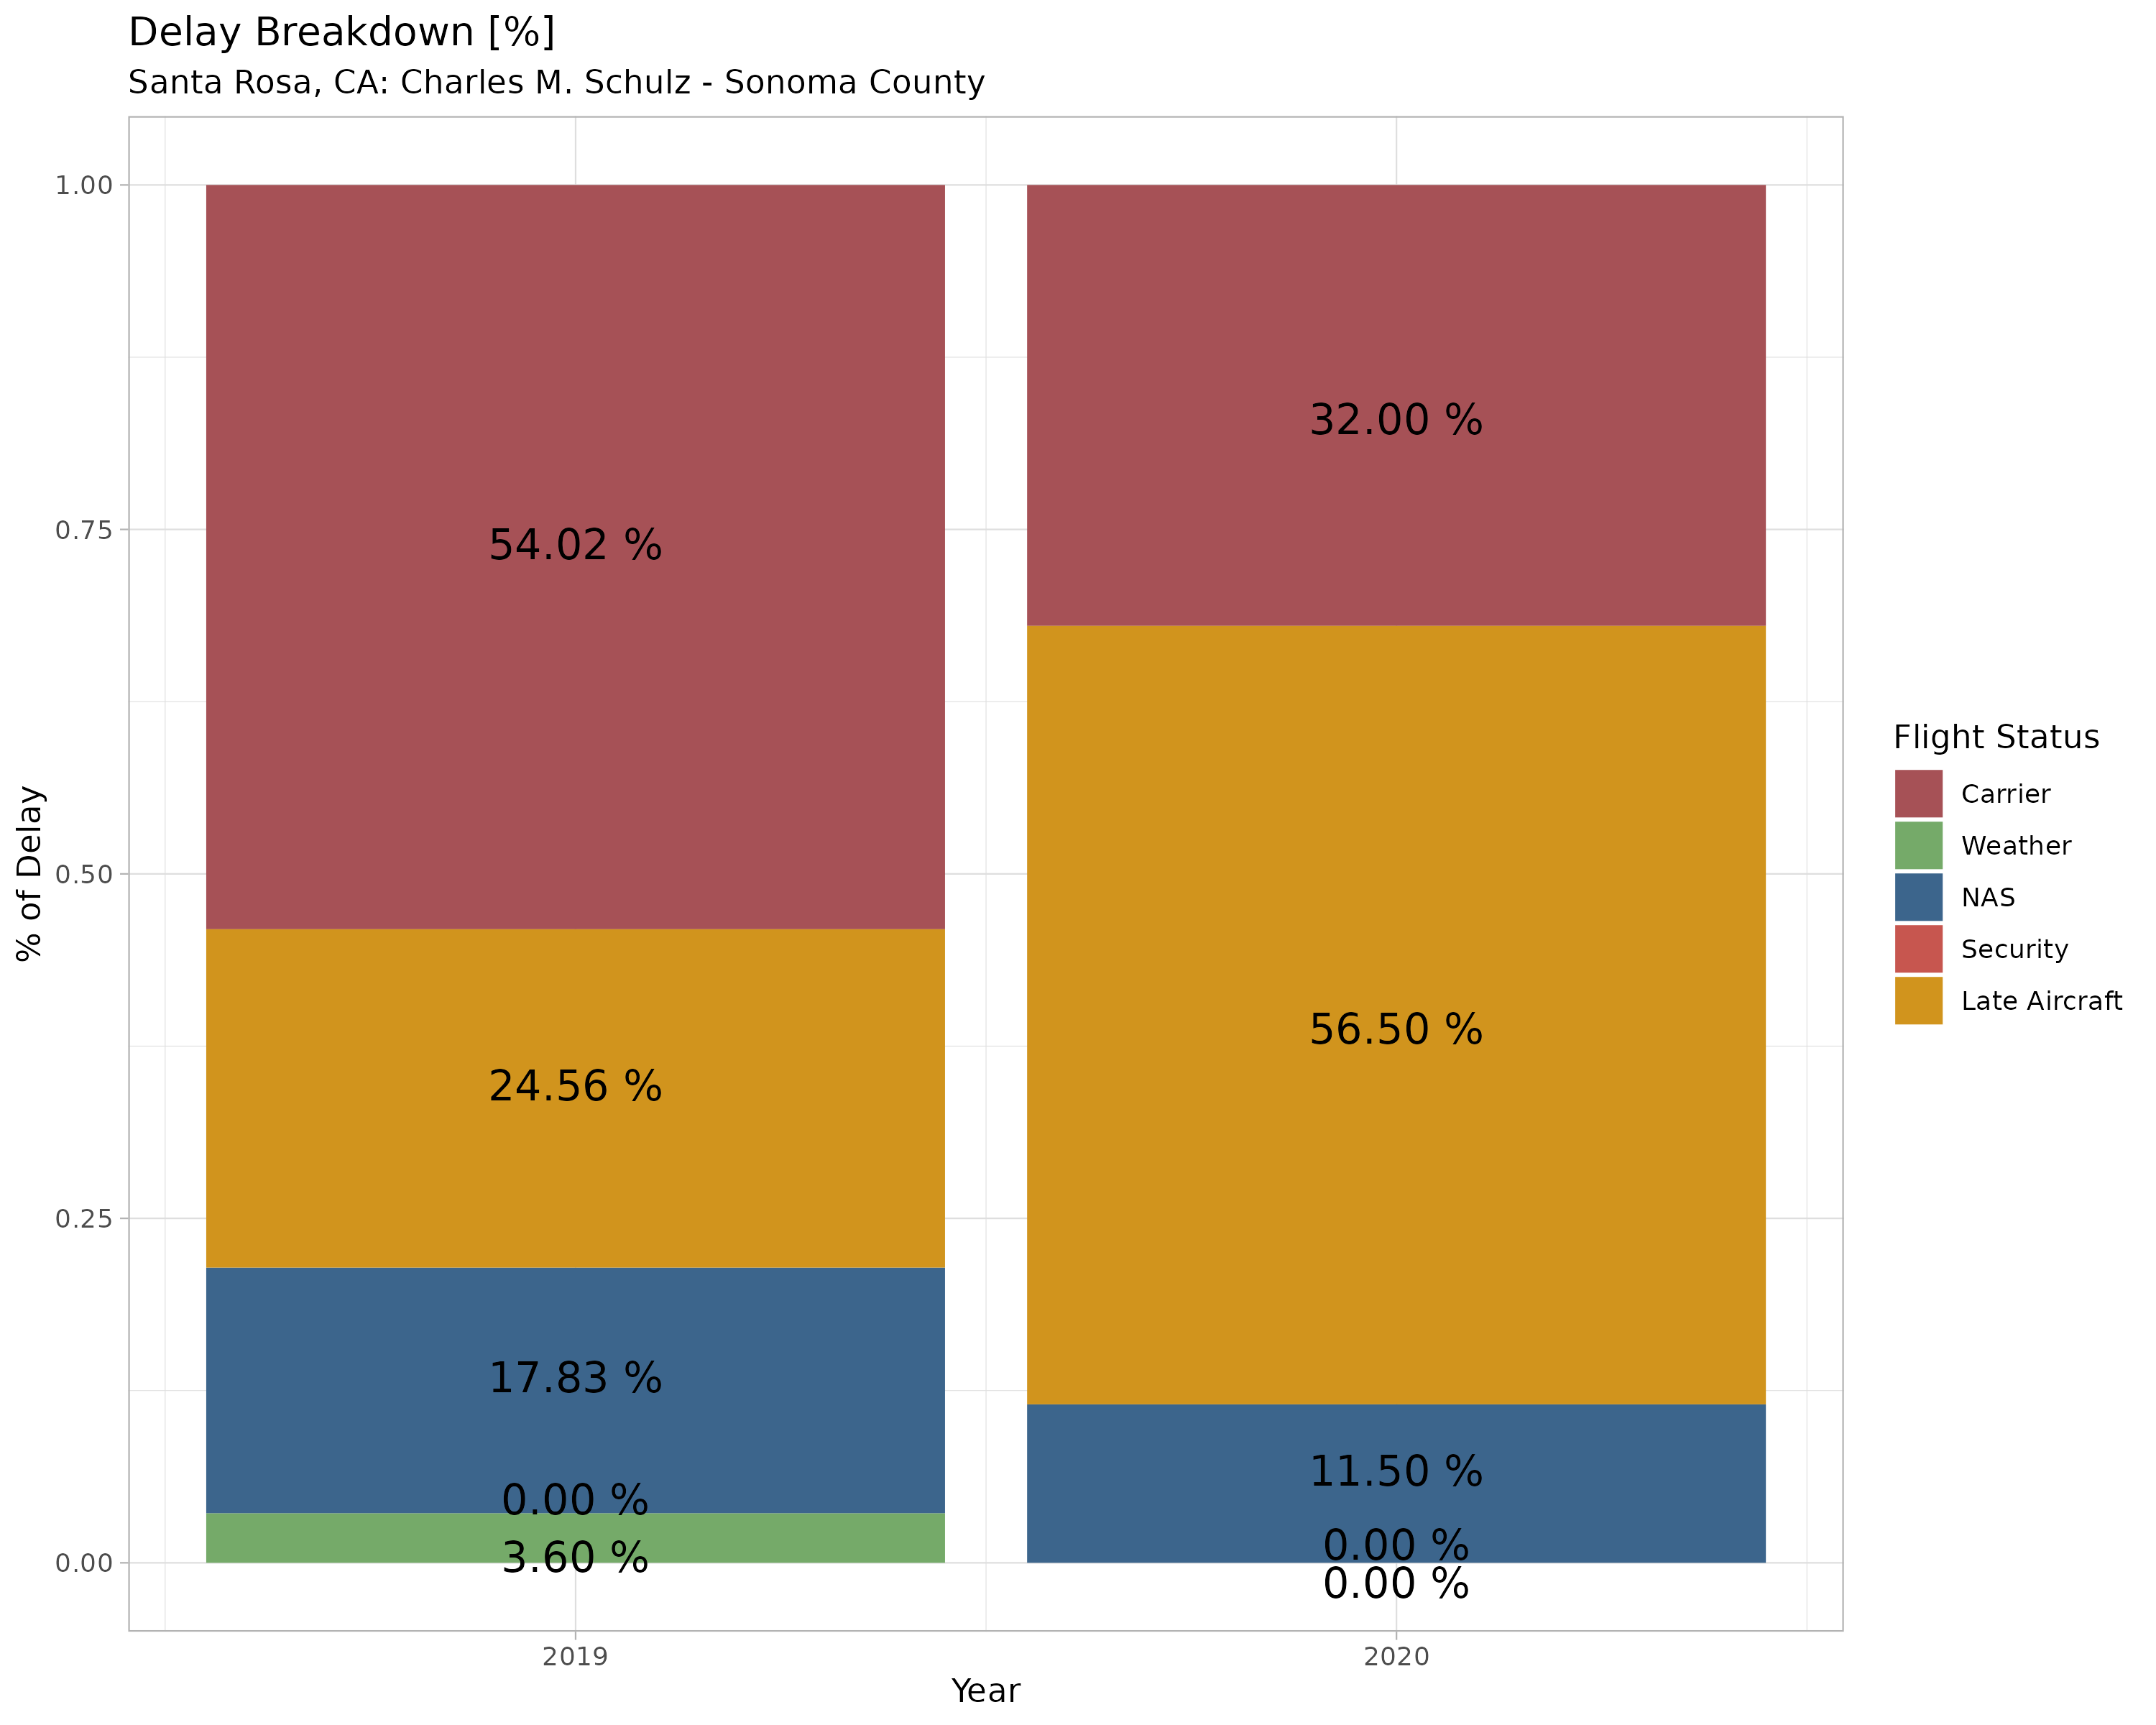 Delay Breakdown [%]
Santa Rosa, CA: Charles M. Schulz - Sonoma County
1.00
0.75
0.50
0.25
0.00
% of Delay
54.02 %
24.56 %
17.83 %
0.00 %
3.60 %
32.00 %
56.50 %
11.50 %
0.00 %
0.00 %
2019
2020
Year
Flight Status
Carrier
Weather
NAS
Security
Late Aircraft